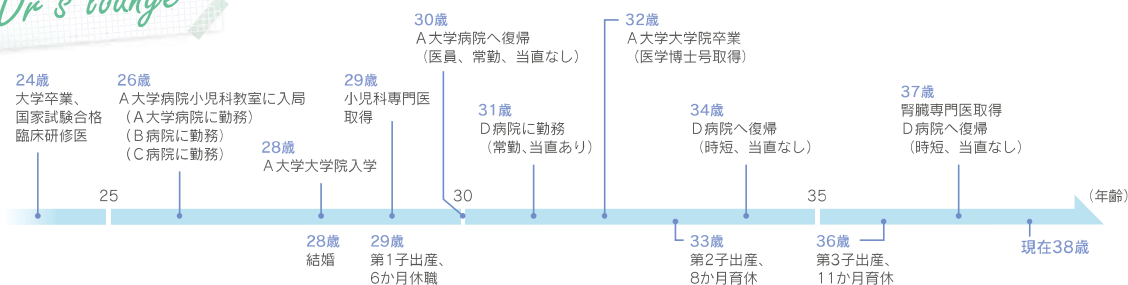 Dr's lounge
24歳
大学卒業、
国家試験合格
臨床研修医
26歳
A大学病院小児科教室に入局
（A大学病院に勤務）
（B病院に勤務）
（C病院に勤務）
28歳
A大学大学院入学
29歳
小児科専門医
取得
30歳
A大学病院へ復帰
（医員、常勤、当直なし）
31歳
D病院に勤務
（常勤、当直あり）
32歳
A大学大学院卒業
（医学博士号取得）
34歳
D病院へ復帰
（時短、当直なし）
37歳
腎臓専門医取得
D病院へ復帰
（時短、当直なし）
25
30
35
（年齢）
28歳
結婚
29歳
第1子出産、
6か月休職
33歳
第2子出産、
8か月育休
36歳
第3子出産、
11か月育休
現在38歳